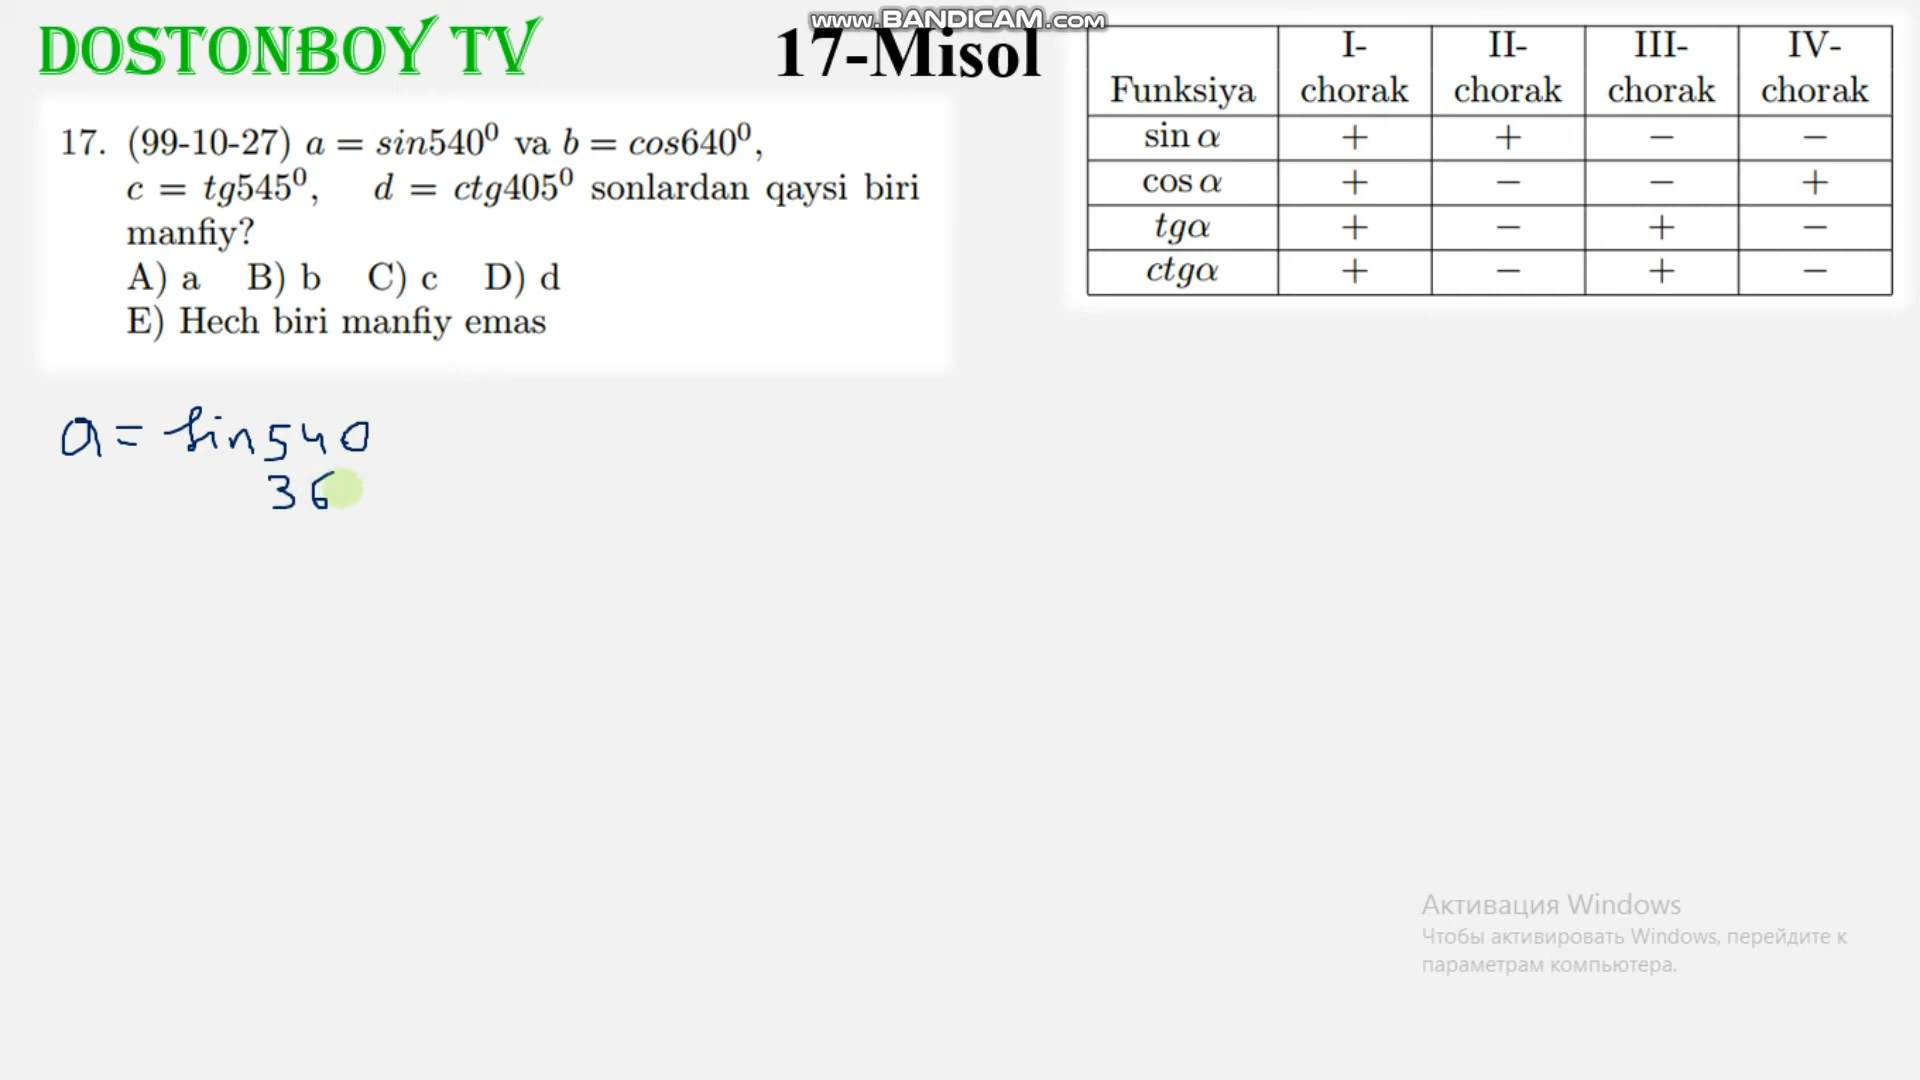 www.BANDICAM.com
DOSTONBOY TV
17-Misol
17. (99-10-27) a = sin540⁰ va b = cos640⁰,
c = tg545⁰, d = ctg405⁰ sonlardan qaysi biri
manfiy?
A) a B) b C) c D) d
E) Hech biri manfiy emas
Funksiya I-chorak II-chorak III-chorak IV-chorak
sin α + + − −
cos α + − − +
tgα + − + −
ctgα + − + −
a = sin 540
36
Активация Windows
Чтобы активировать Windows, перейдите к
параметрам компьютера.